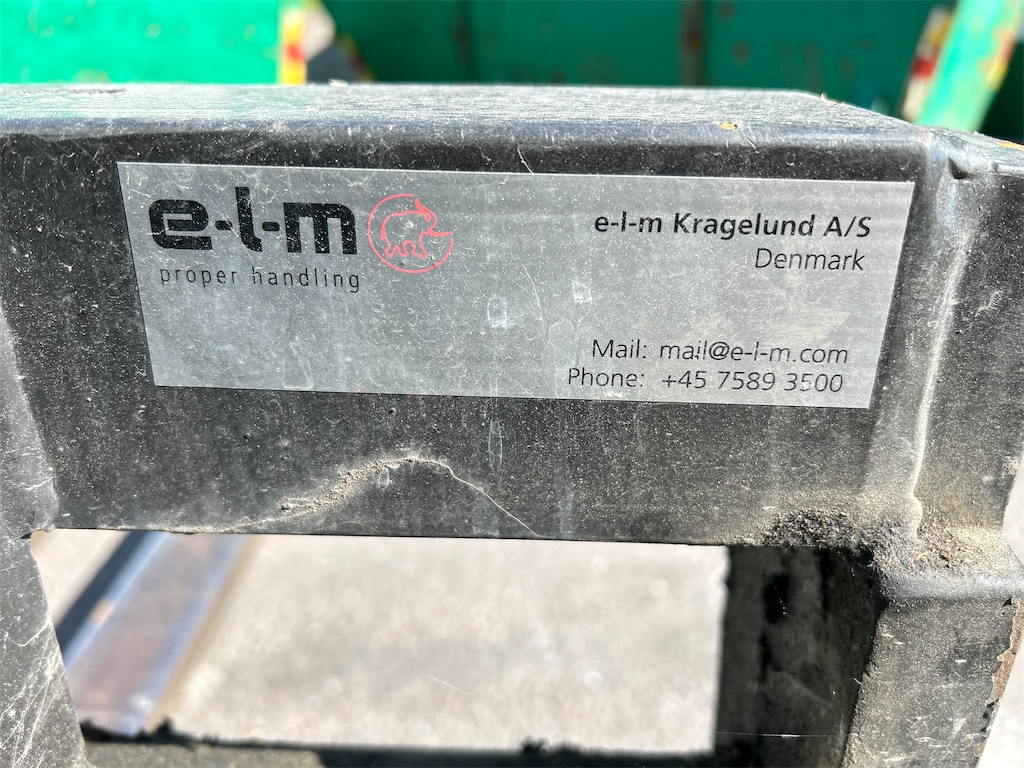 e-l-m
proper handling
e-l-m Kragelund A/S
Denmark
Mail: mail@e-l-m.com
Phone: +45 7589 3500